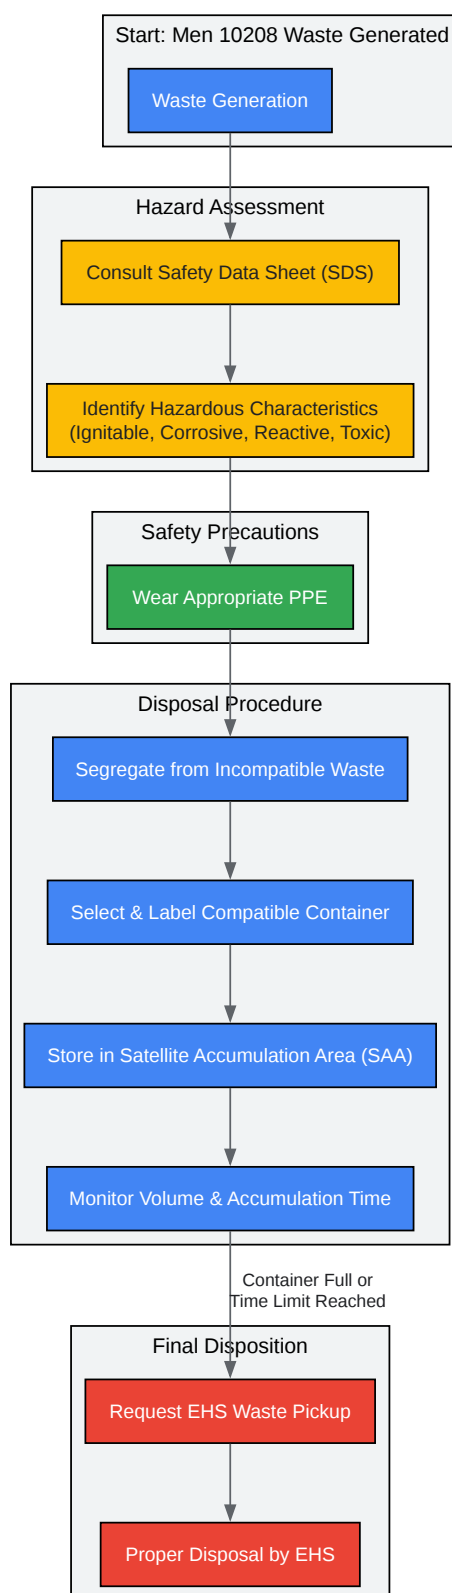 Start: Men 10208 Waste Generated
Waste Generation
Hazard Assessment
Consult Safety Data Sheet (SDS)
Identify Hazardous Characteristics
(Ignitable, Corrosive, Reactive, Toxic)
Safety Precautions
Wear Appropriate PPE
Disposal Procedure
Segregate from Incompatible Waste
Select & Label Compatible Container
Store in Satellite Accumulation Area (SAA)
Monitor Volume & Accumulation Time
Container Full or
Time Limit Reached
Final Disposition
Request EHS Waste Pickup
Proper Disposal by EHS